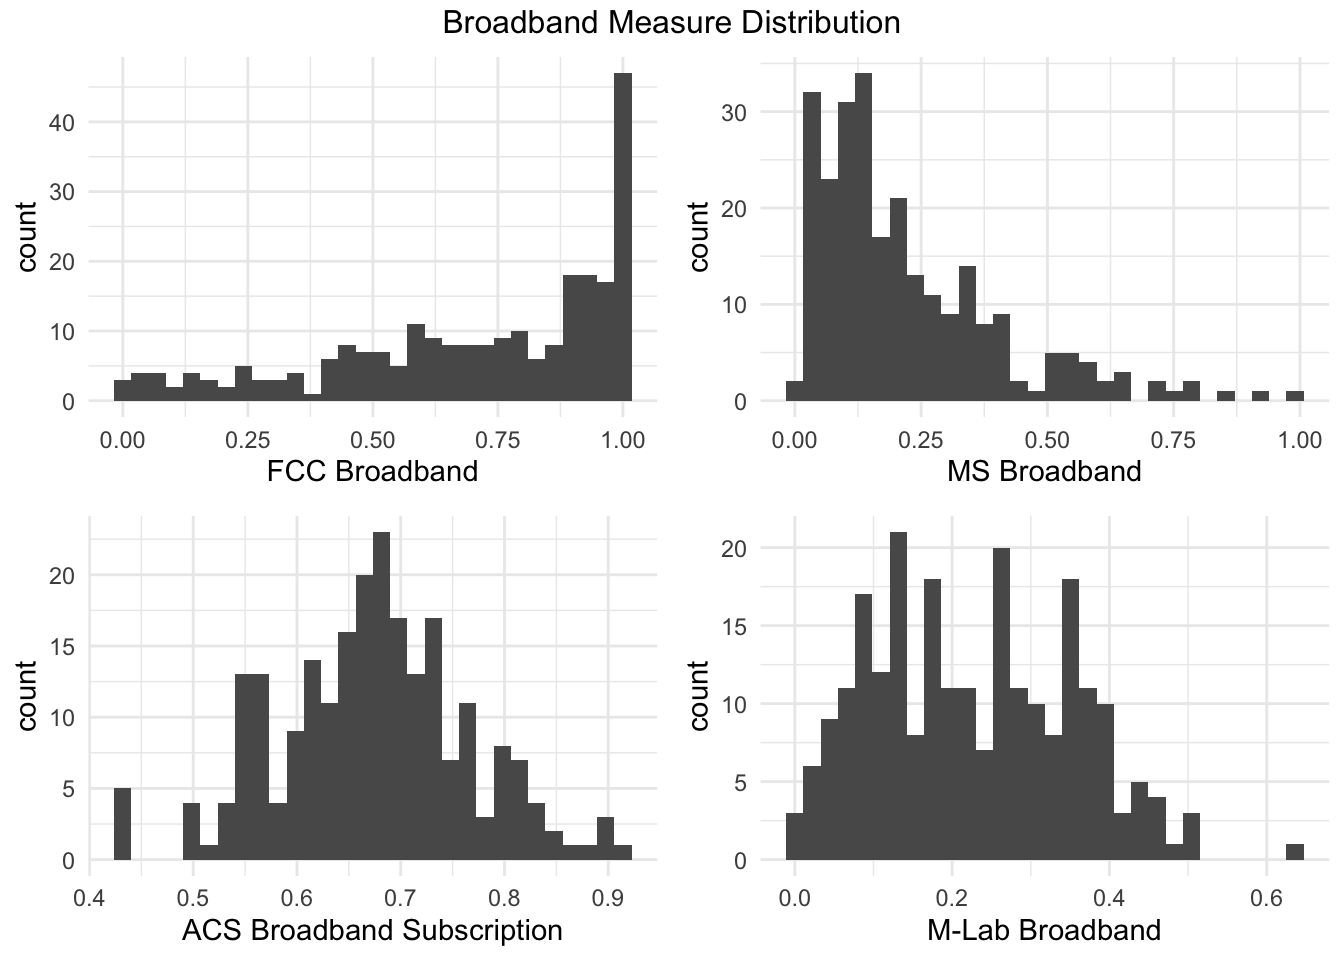 Broadband Measure Distribution
count
40
30
20
10
0
0.00 0.25 0.50 0.75 1.00
FCC Broadband
count
30
20
10
0
0.00 0.25 0.50 0.75 1.00
MS Broadband
count
20
15
10
5
0
0.4 0.5 0.6 0.7 0.8 0.9
ACS Broadband Subscription
count
20
15
10
5
0
0.0 0.2 0.4 0.6
M-Lab Broadband